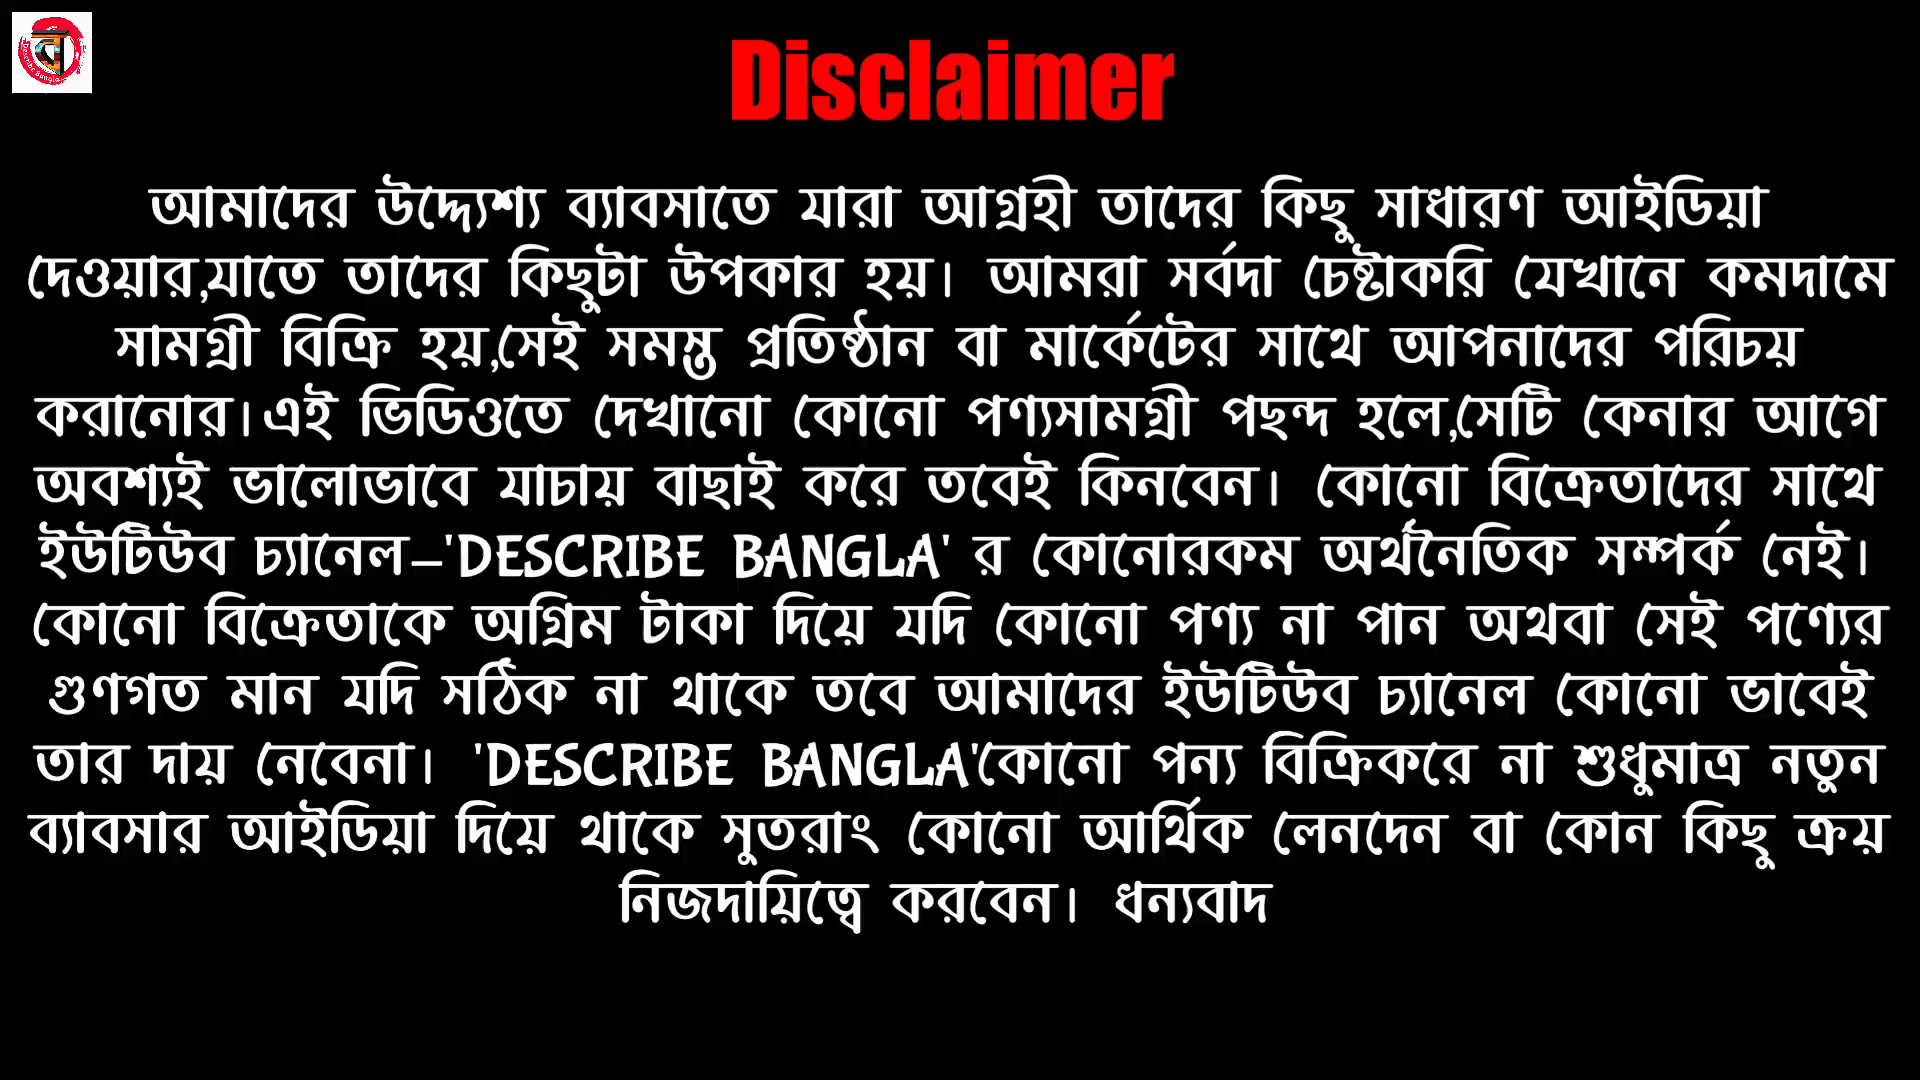 Describe Bangla
Disclaimer
আমাদের উদ্দ্যেশ্য ব্যাবসাতে যারা আগ্রহী তাদের কিছু সাধারণ আইডিয়া
দেওয়ার,যাতে তাদের কিছুটা উপকার হয়। আমরা সর্বদা চেষ্টাকরি যেখানে কমদামে
সামগ্রী বিক্রি হয়,সেই সমস্ত প্রতিষ্ঠান বা মার্কেটের সাথে আপনাদের পরিচয়
করানোর। এই ভিডিওতে দেখানো কোনো পণ্যসামগ্রী পছন্দ হলে,সেটি কেনার আগে
অবশ্যই ভালোভাবে যাচায় বাছাই করে তবেই কিনবেন। কোনো বিক্রেতাদের সাথে
ইউটিউব চ্যানেল–'DESCRIBE BANGLA' র কোনোরকম অর্থনৈতিক সম্পর্ক নেই।
কোনো বিক্রেতাকে অগ্রিম টাকা দিয়ে যদি কোনো পণ্য না পান অথবা সেই পণ্যের
গুণগত মান যদি সঠিক না থাকে তবে আমাদের ইউটিউব চ্যানেল কোনো ভাবেই
তার দায় নেবেনা। 'DESCRIBE BANGLA'কোনো পন্য বিক্রিকরে না শুধুমাত্র নতুন
ব্যাবসার আইডিয়া দিয়ে থাকে সুতরাং কোনো আর্থিক লেনদেন বা কোন কিছু ক্রয়
নিজদায়িত্বে করবেন। ধন্যবাদ